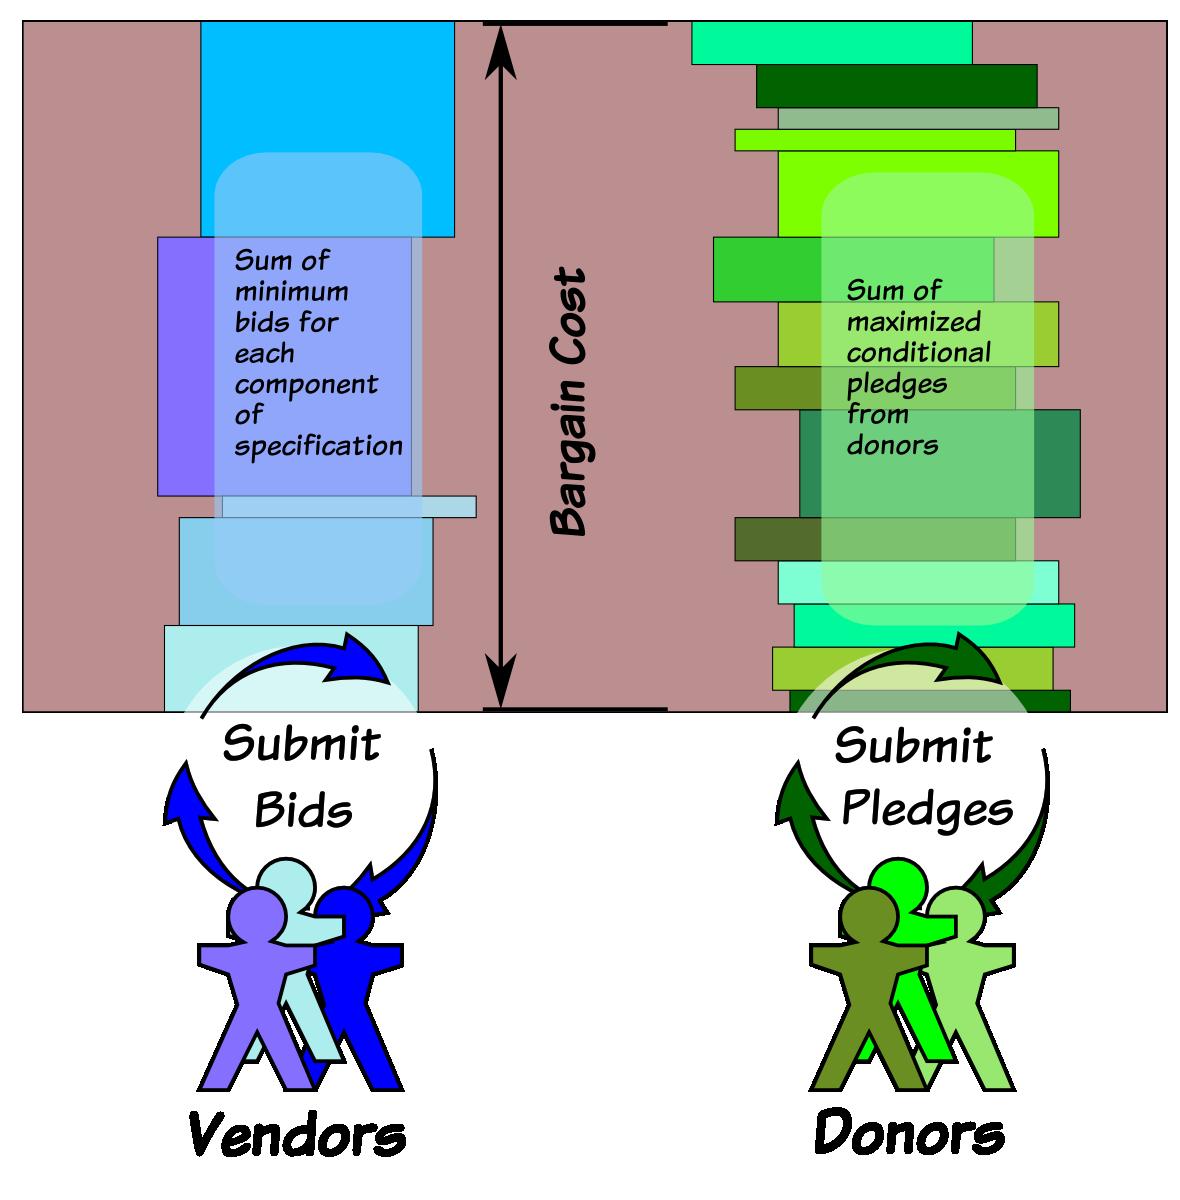 Sum of
minimum
bids for
each
component
of
specification
Bargain Cost
Sum of
maximized
conditional
pledges
from
donors
Submit
Bids
Submit
Pledges
Vendors
Donors